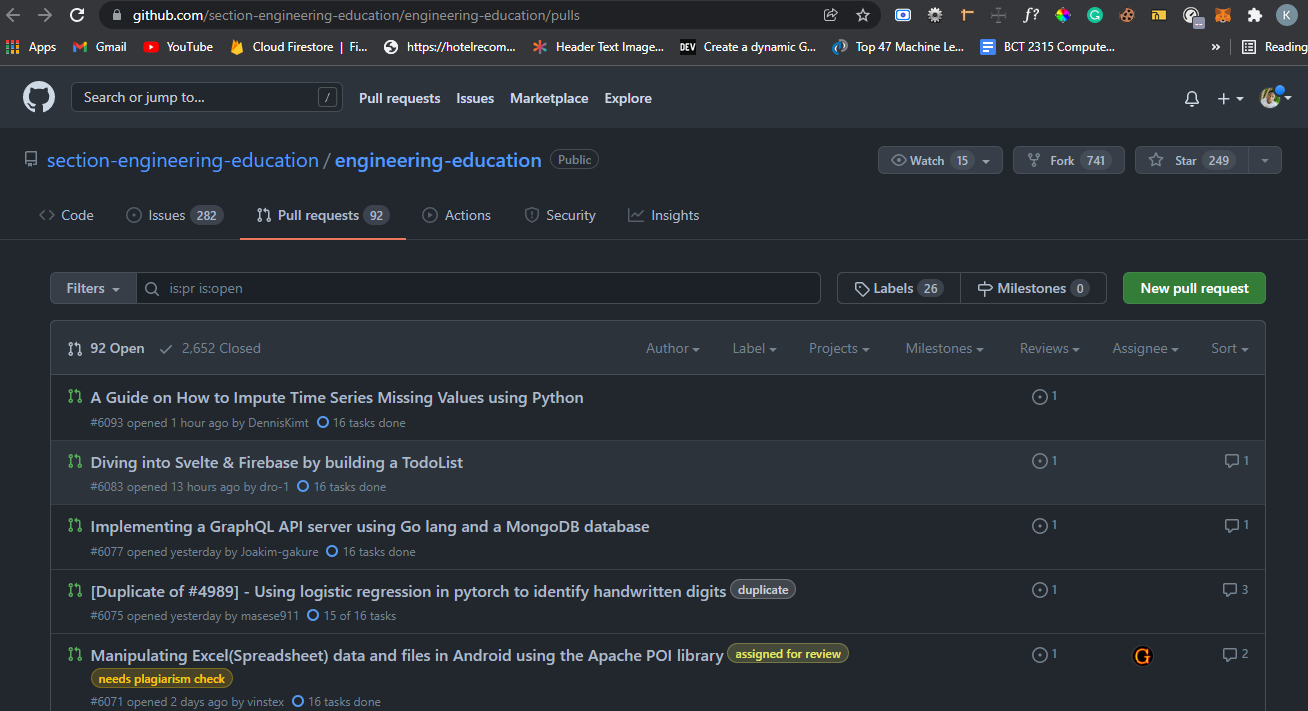 github.com/section-engineering-education/engineering-education/pulls
f?
K
Apps Gmail YouTube Cloud Firestore | Fi... https://hotelrecom... Header Text Image... DEV Create a dynamic G... Top 47 Machine Le... BCT 2315 Compute... » Reading
Search or jump to... / Pull requests Issues Marketplace Explore
section-engineering-education / engineering-education Public
Watch 15 Fork 741 Star 249
Code Issues 282 Pull requests 92 Actions Security Insights
Filters is:pr is:open Labels 26 Milestones 0 New pull request
92 Open 2,652 Closed Author Label Projects Milestones Reviews Assignee Sort
A Guide on How to Impute Time Series Missing Values using Python 1
#6093 opened 1 hour ago by DennisKimt 16 tasks done
Diving into Svelte & Firebase by building a TodoList 1 1
#6083 opened 13 hours ago by dro-1 16 tasks done
Implementing a GraphQL API server using Go lang and a MongoDB database 1 1
#6077 opened yesterday by Joakim-gakure 16 tasks done
[Duplicate of #4989] - Using logistic regression in pytorch to identify handwritten digits duplicate 1 3
#6075 opened yesterday by masese911 15 of 16 tasks
Manipulating Excel(Spreadsheet) data and files in Android using the Apache POI library assigned for review 1 G 2
needs plagiarism check
#6071 opened 2 days ago by vinstex 16 tasks done